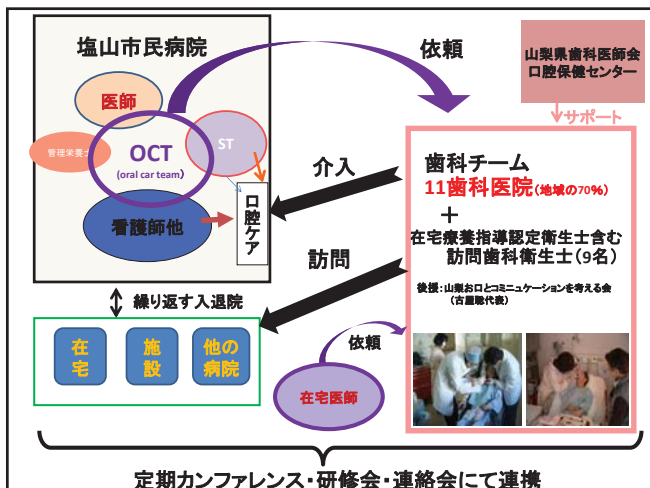 塩山市民病院
医師
管理栄養士
OCT
(oral car team)
ST
看護師他
口腔ケア
依頼
山梨県歯科医師会
口腔保健センター
サポート
介入
歯科チーム
11歯科医院(地域の70%)
+
在宅療養指導認定衛生士含む
訪問歯科衛生士(9名)
後援:山梨お口とコミニュケーションを考える会
(古屋聡代表)
訪問
繰り返す入退院
在宅
施設
他の病院
依頼
在宅医師
定期カンファレンス・研修会・連絡会にて連携